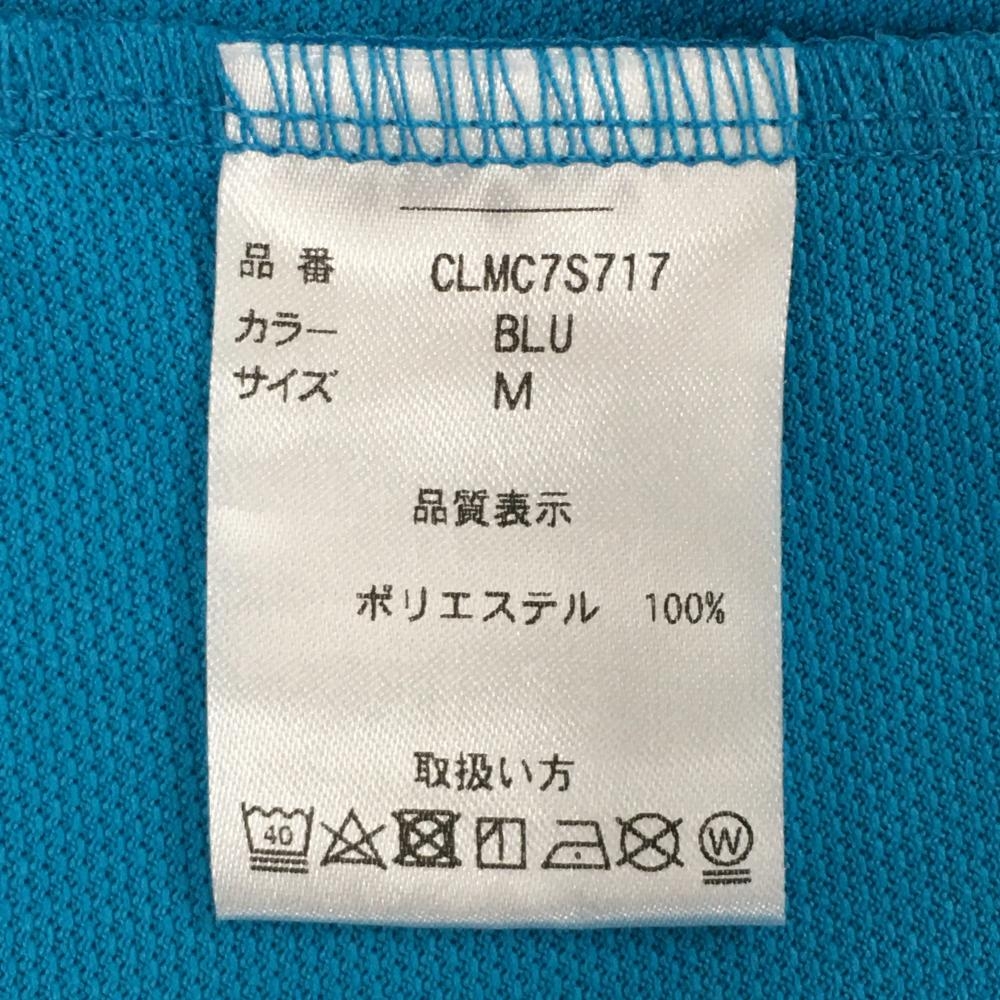 品番 CLMC7S717
カラー BLU
サイズ M
品質表示
ポリエステル 100%
取扱い方
40 W